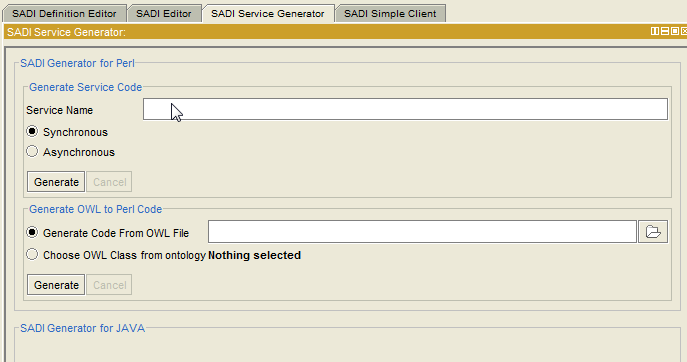 SADI Definition Editor SADI Editor SADI Service Generator SADI Simple Client
SADI Service Generator:
SADI Generator for Perl
Generate Service Code
Service Name
Synchronous
Asynchronous
Generate Cancel
Generate OWL to Perl Code
Generate Code From OWL File
Choose OWL Class from ontology Nothing selected
Generate Cancel
SADI Generator for JAVA